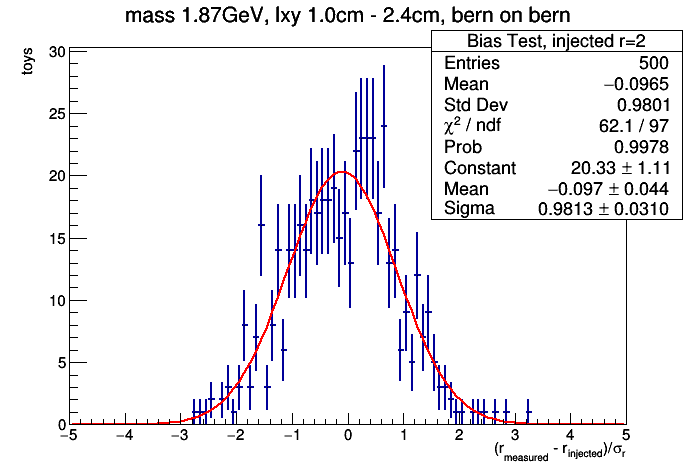 mass 1.87GeV, lxy 1.0cm - 2.4cm, bern on bern
Bias Test, injected r=2
Entries 500
Mean −0.0965
Std Dev 0.9801
χ² / ndf 62.1 / 97
Prob 0.9978
Constant 20.33 ± 1.11
Mean −0.097 ± 0.044
Sigma 0.9813 ± 0.0310
toys
30
25
20
15
10
5
0
−5 −4 −3 −2 −1 0 1 2 3 4 5
(r_measured - r_injected)/σ_r